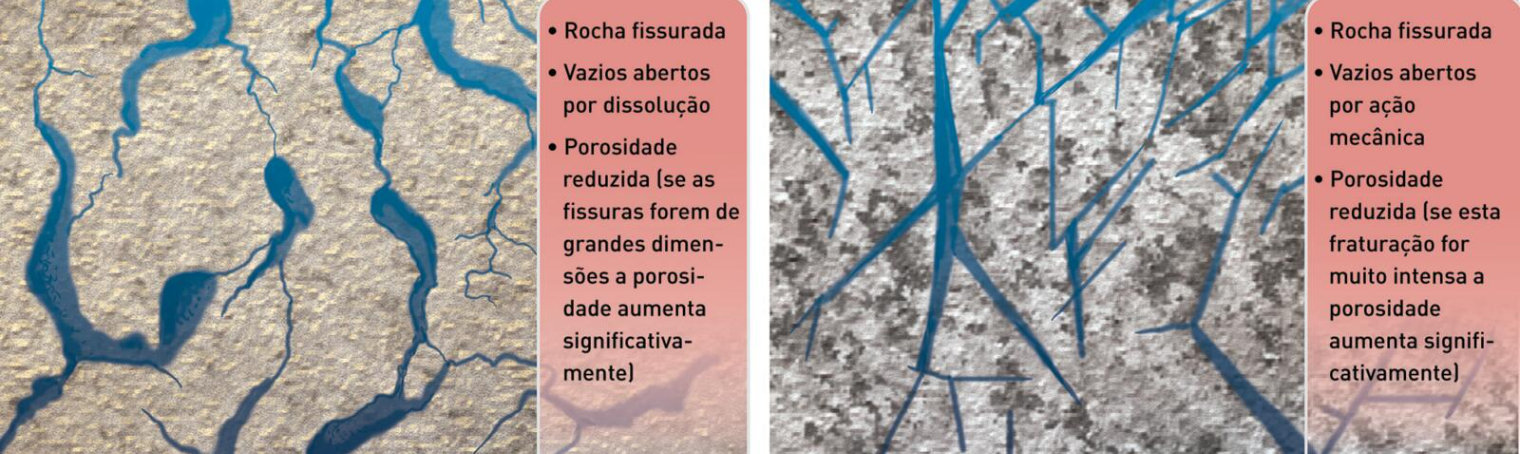 • Rocha fissurada
• Vazios abertos
por dissolução
• Porosidade
reduzida (se as
fissuras forem de
grandes dimen-
sões a porosi-
dade aumenta
significativa-
mente)
• Rocha fissurada
• Vazios abertos
por ação
mecânica
• Porosidade
reduzida (se esta
fraturação for
muito intensa a
porosidade
aumenta signifi-
cativamente)